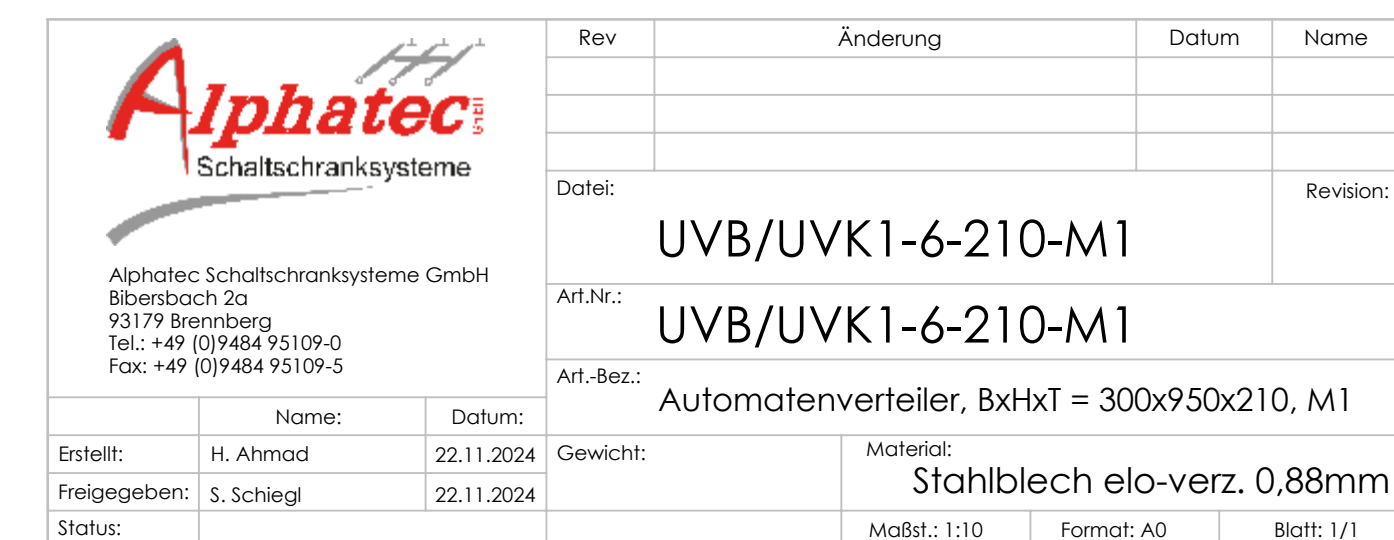 Alphatec GmbH
Schaltschranksysteme
Alphatec Schaltschranksysteme GmbH
Bibersbach 2a
93179 Brennberg
Tel.: +49 (0)9484 95109-0
Fax: +49 (0)9484 95109-5
Name: Datum:
Erstellt: H. Ahmad 22.11.2024
Freigegeben: S. Schiegl 22.11.2024
Status:
Rev Änderung Datum Name
Datei: Revision:
UVB/UVK1-6-210-M1
Art.Nr.:
UVB/UVK1-6-210-M1
Art.-Bez.:
Automatenverteiler, BxHxT = 300x950x210, M1
Gewicht: Material:
Stahlblech elo-verz. 0,88mm
Maßst.: 1:10 Format: A0 Blatt: 1/1